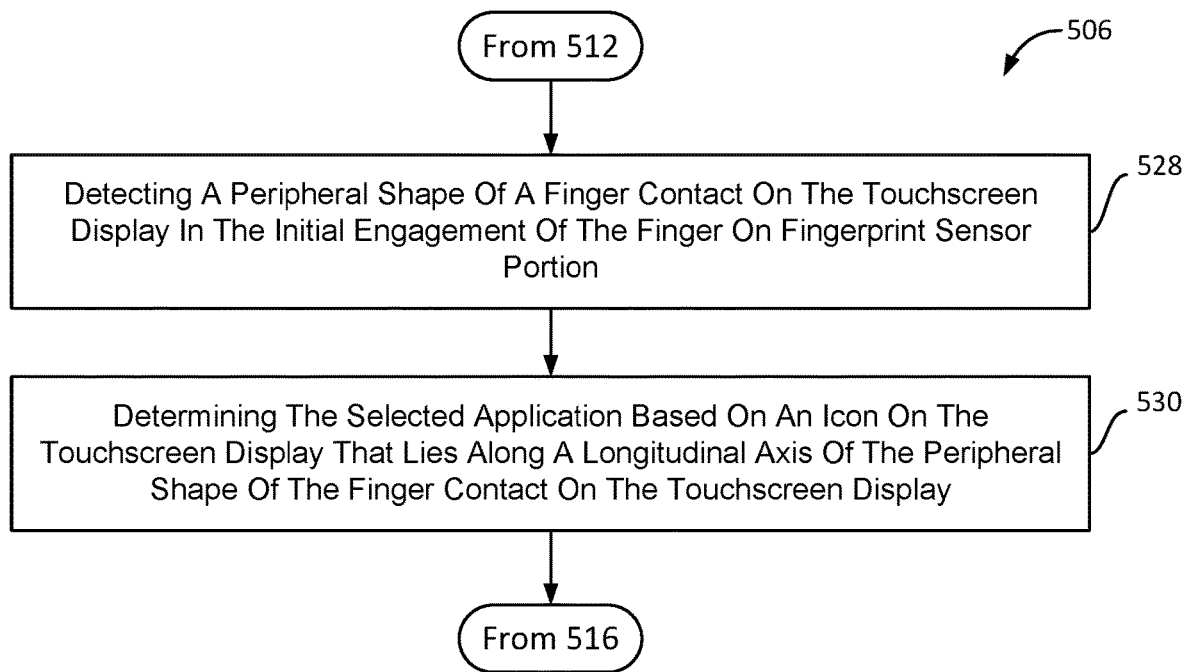 From 512
506
Detecting A Peripheral Shape Of A Finger Contact On The Touchscreen
Display In The Initial Engagement Of The Finger On Fingerprint Sensor
Portion
528
Determining The Selected Application Based On An Icon On The
Touchscreen Display That Lies Along A Longitudinal Axis Of The Peripheral
Shape Of The Finger Contact On The Touchscreen Display
530
From 516